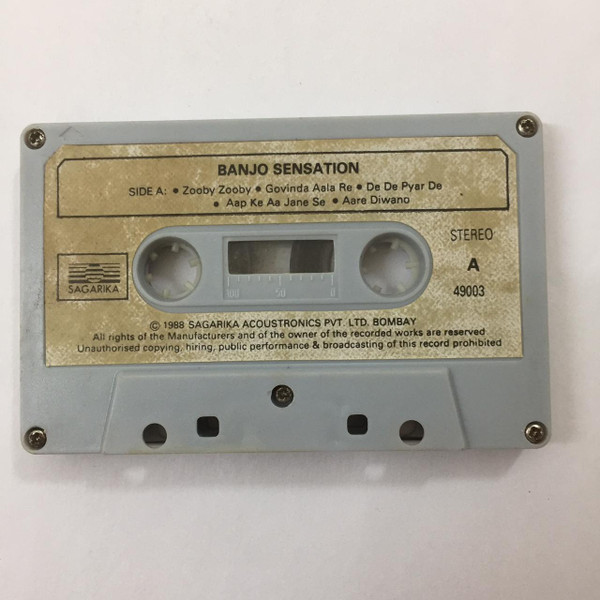 BANJO SENSATION
SIDE A: • Zooby Zooby • Govinda Aala Re • De De Pyar De
• Aap Ke Aa Jane Se • Aare Diwano
STEREO
A
49003
SAGARIKA
100 50 0
© 1988 SAGARIKA ACOUSTRONICS PVT. LTD. BOMBAY
All rights of the Manufacturers and of the owner of the recorded works are reserved
Unauthorised copying, hiring, public performance & broadcasting of this record prohibited